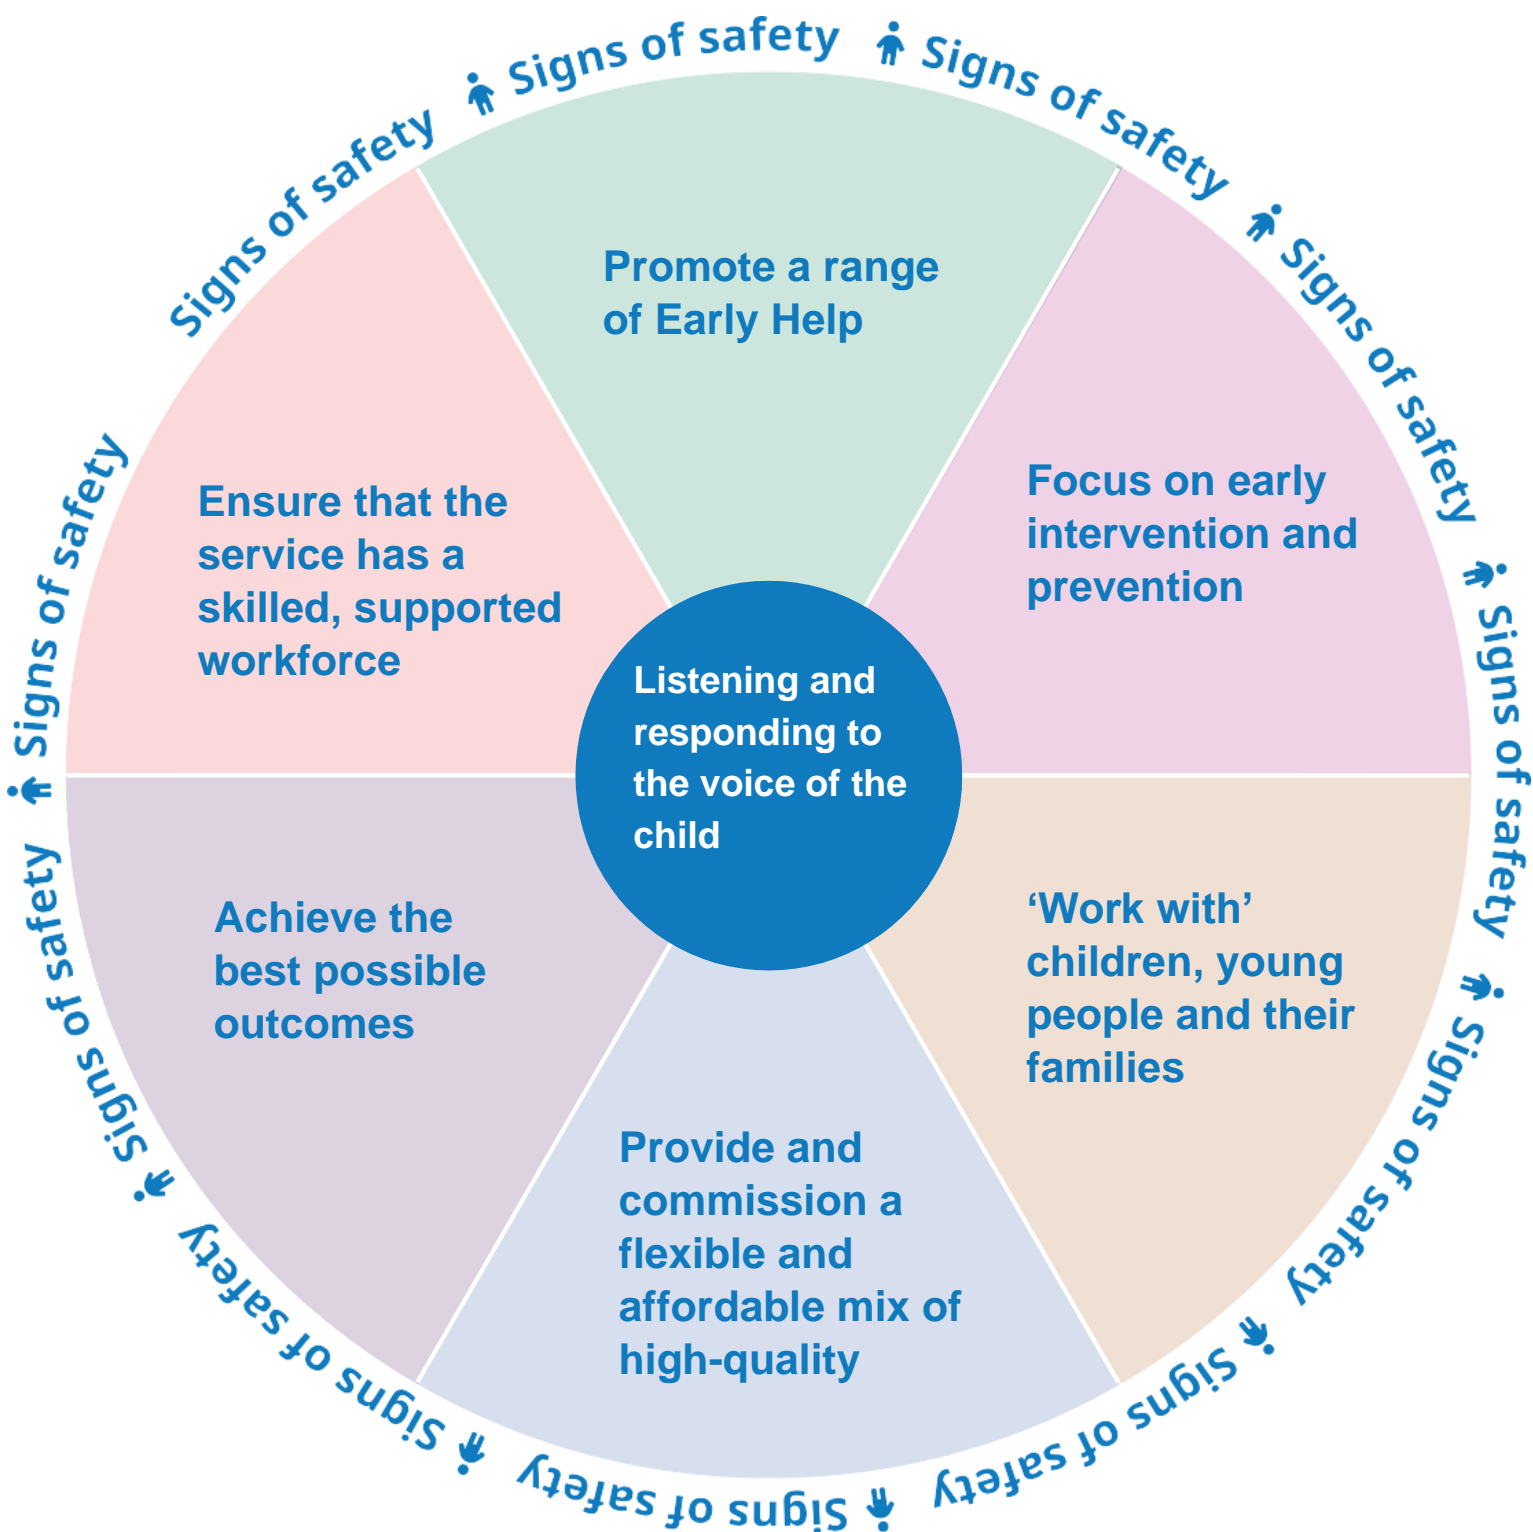 Signs of safety
Signs of safety
Signs of safety
Signs of safety
Signs of safety
Signs of safety
Signs of safety
Signs of safety
Signs of safety
Signs of safety
Signs of safety
Promote a range
of Early Help
Focus on early
intervention and
prevention
‘Work with’
children, young
people and their
families
Provide and
commission a
flexible and
affordable mix of
high-quality
Achieve the
best possible
outcomes
Ensure that the
service has a
skilled, supported
workforce
Listening and
responding to
the voice of the
child